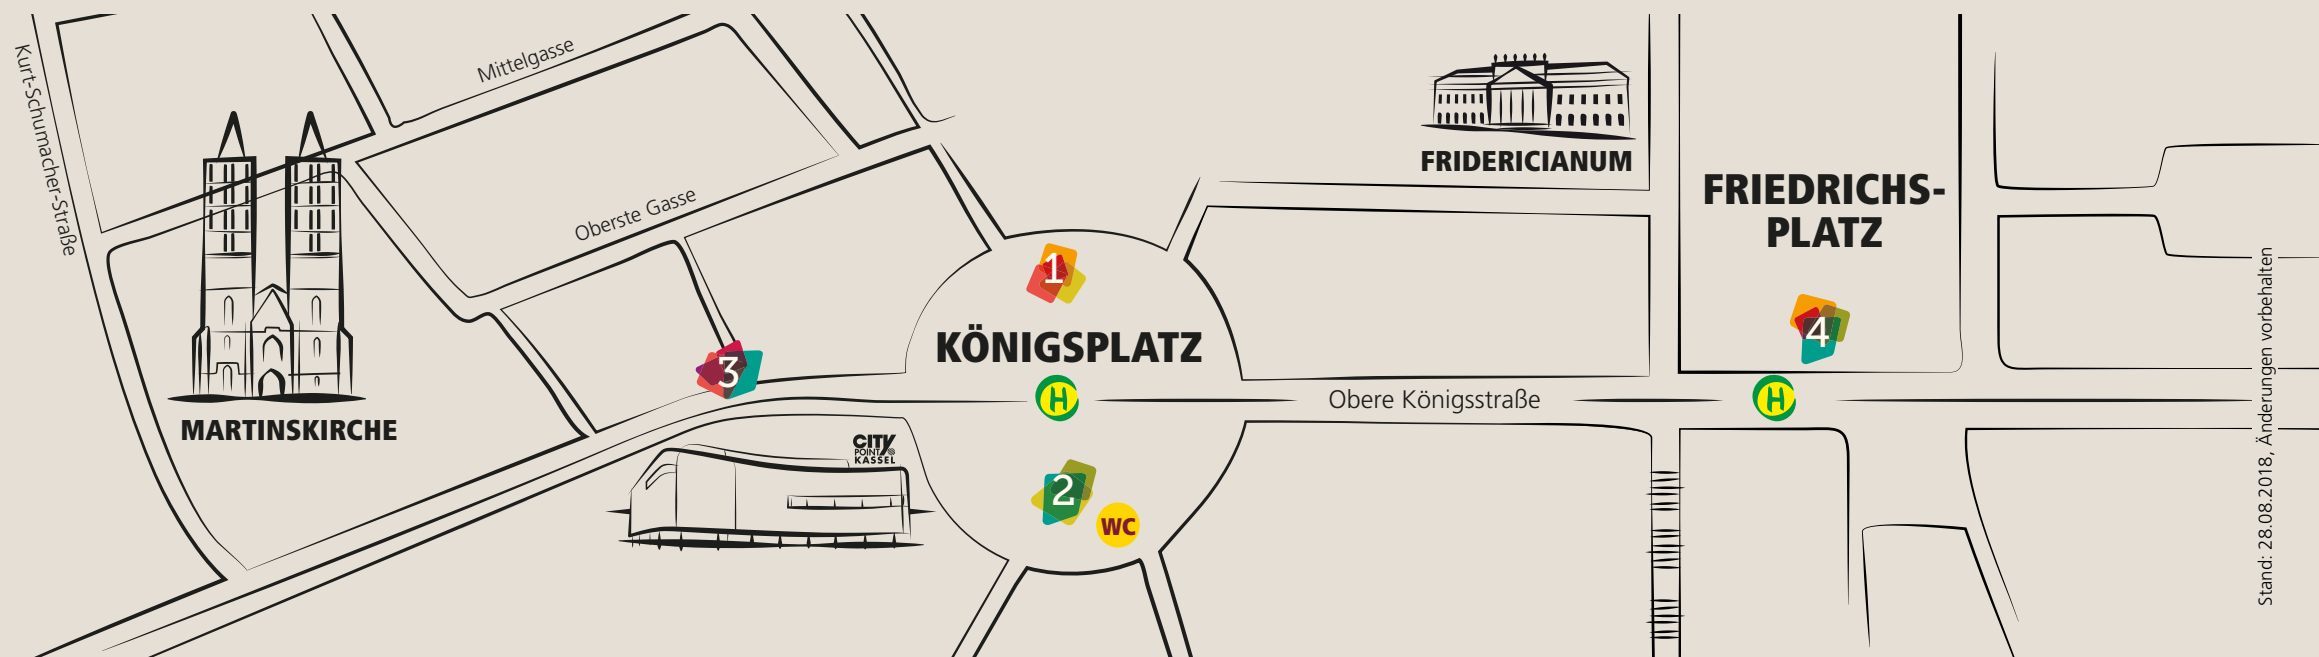 Kurt-Schumacher-Straße
Mittelgasse
Oberste Gasse
MARTINSKIRCHE
3
CITY
POINT
KASSEL
1
KÖNIGSPLATZ
H
2
WC
Obere Königsstraße
FRIDERICIANUM
FRIEDRICHS-
PLATZ
4
H
Stand: 28.08.2018, Änderungen vorbehalten